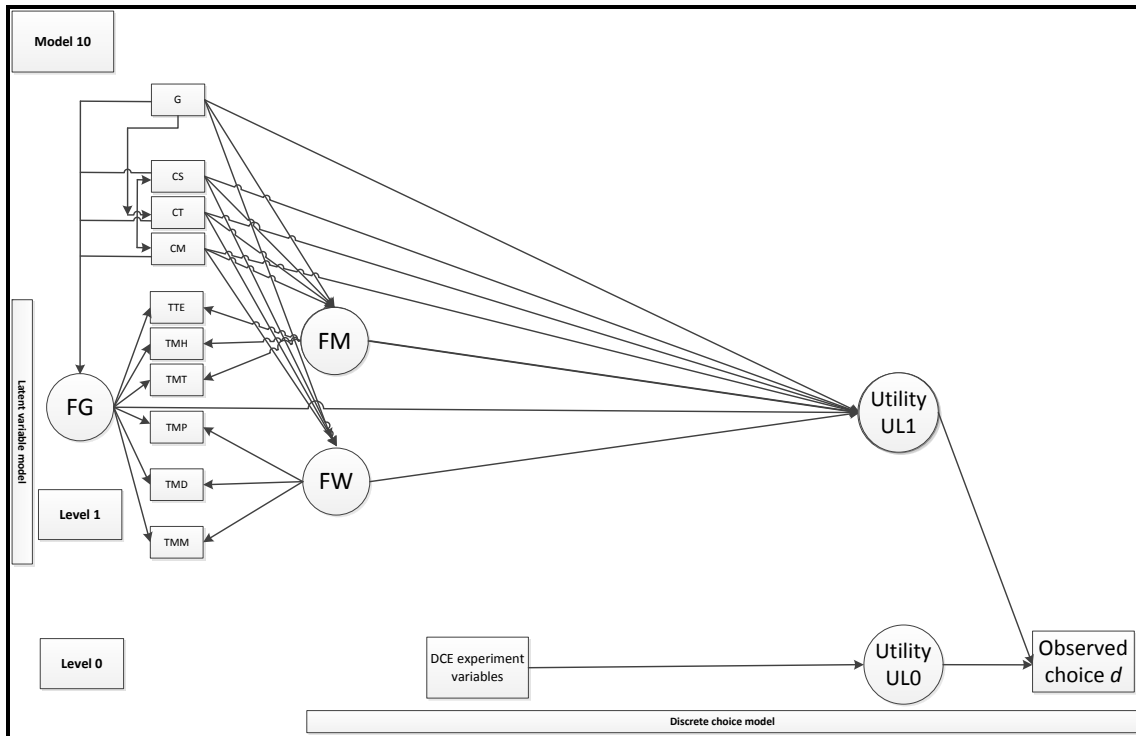 Model 10
G
CS
CT
CM
TTE
TMH
TMT
TMP
TMD
TMM
FG
FM
FW
Latent variable model
Level 1
Level 0
Utility
UL1
DCE experiment
variables
Utility
UL0
Observed
choice d
Discrete choice model